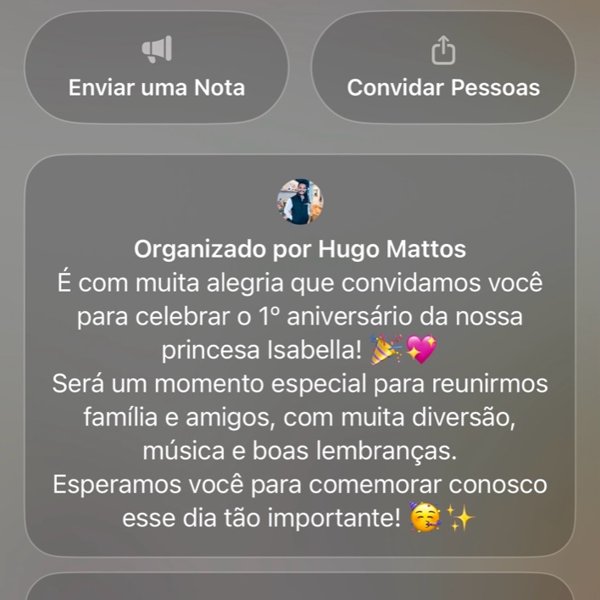 Enviar uma Nota
Convidar Pessoas
Organizado por Hugo Mattos
É com muita alegria que convidamos você
para celebrar o 1º aniversário da nossa
princesa Isabella! 🎉💖
Será um momento especial para reunirmos
família e amigos, com muita diversão,
música e boas lembranças.
Esperamos você para comemorar conosco
esse dia tão importante! 🥳✨